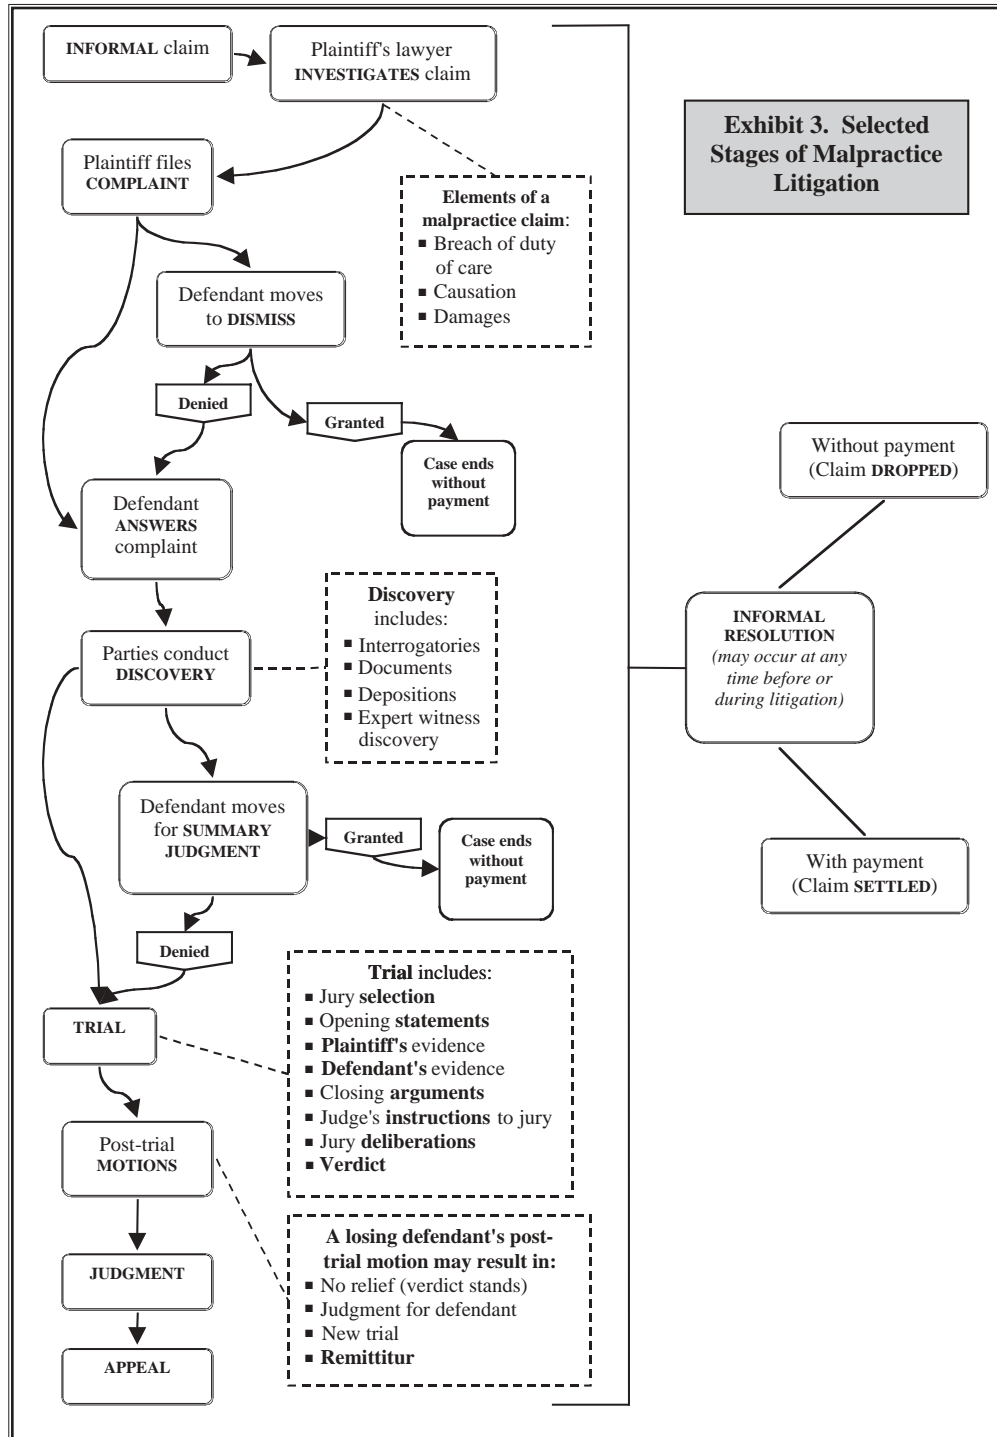 INFORMAL claim
Plaintiff's lawyer
INVESTIGATES claim
Exhibit 3. Selected
Stages of Malpractice
Litigation
Plaintiff files
COMPLAINT
Elements of a
malpractice claim:
▪ Breach of duty
of care
▪ Causation
▪ Damages
Defendant moves
to DISMISS
Denied
Granted
Case ends
without
payment
Without payment
(Claim DROPPED)
Defendant
ANSWERS
complaint
Discovery
includes:
▪ Interrogatories
▪ Documents
▪ Depositions
▪ Expert witness
discovery
Parties conduct
DISCOVERY
INFORMAL
RESOLUTION
(may occur at any
time before or
during litigation)
Defendant moves
for SUMMARY
JUDGMENT
Granted
Case ends
without
payment
With payment
(Claim SETTLED)
Denied
Trial includes:
▪ Jury selection
▪ Opening statements
▪ Plaintiff's evidence
▪ Defendant's evidence
▪ Closing arguments
▪ Judge's instructions to jury
▪ Jury deliberations
▪ Verdict
TRIAL
Post-trial
MOTIONS
A losing defendant's post-
trial motion may result in:
▪ No relief (verdict stands)
▪ Judgment for defendant
▪ New trial
▪ Remittitur
JUDGMENT
APPEAL